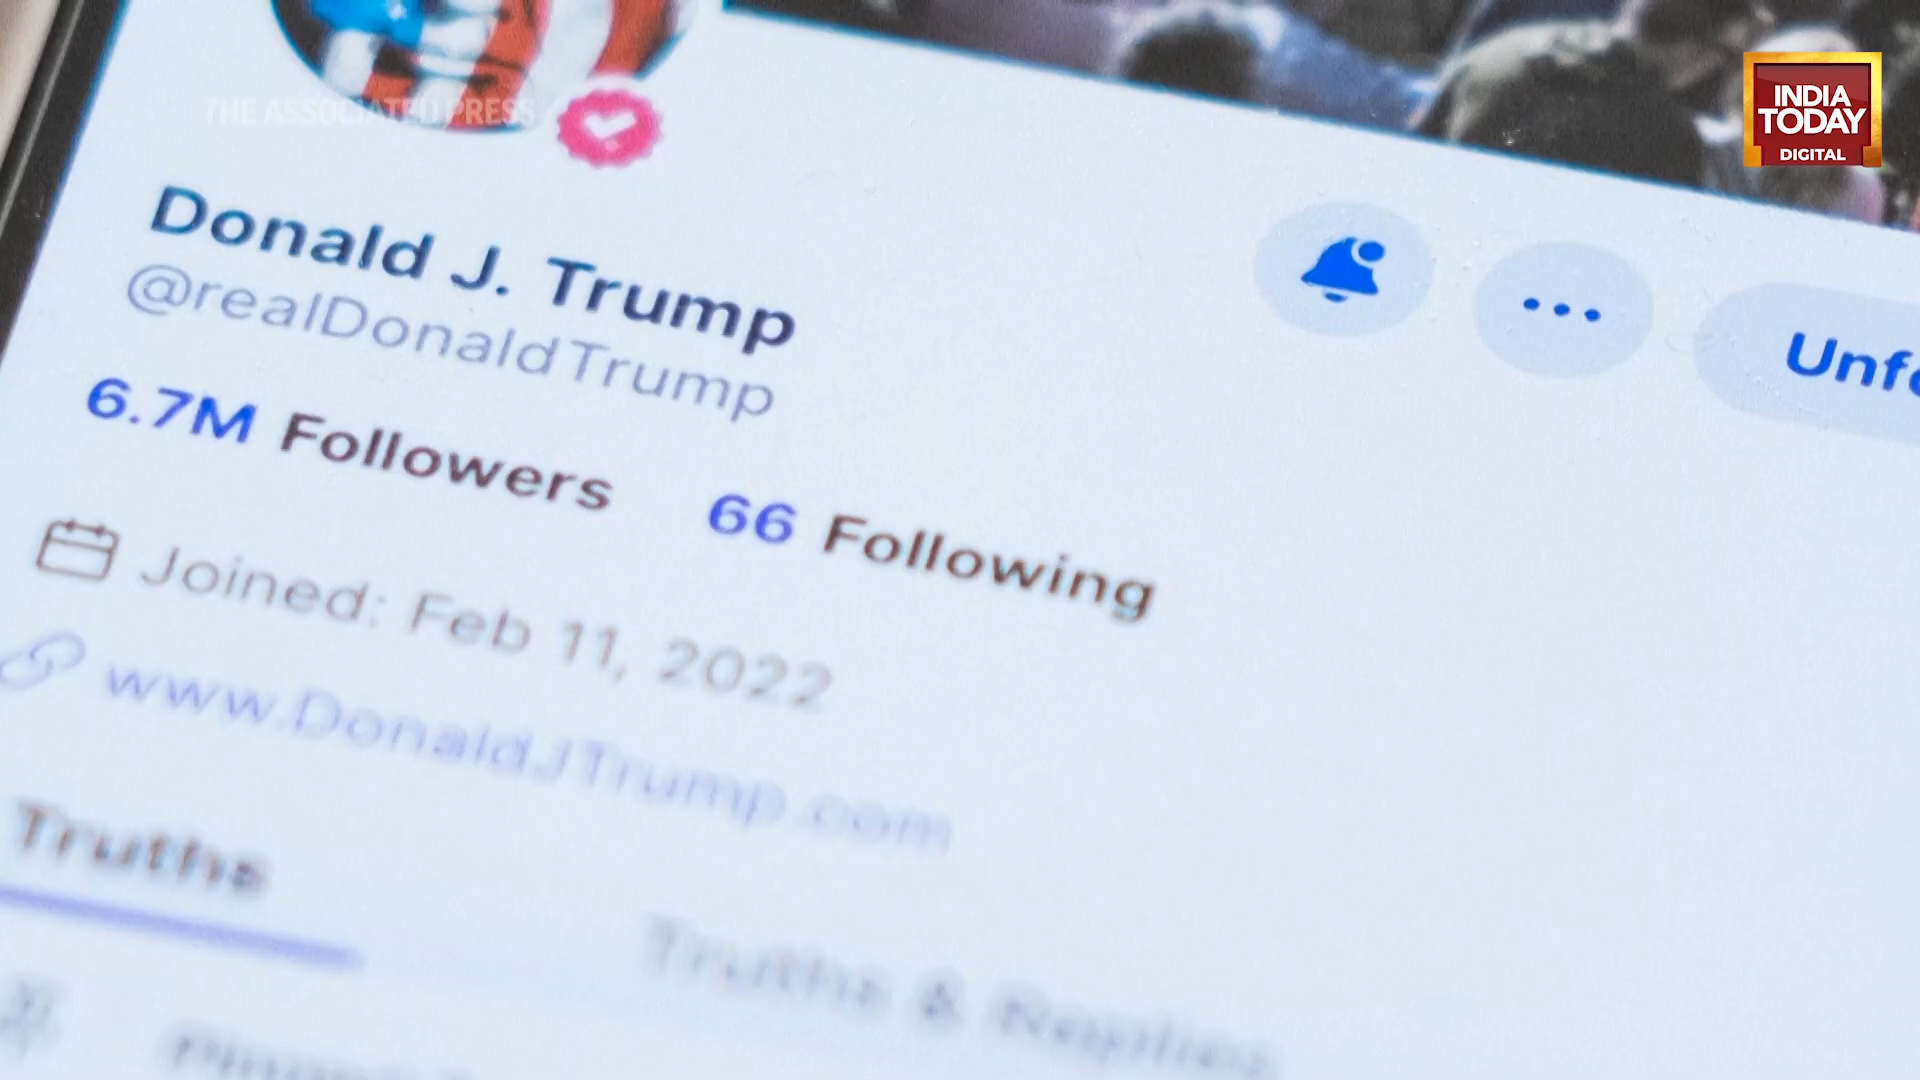 THE ASSOCIATED PRESS
INDIA
TODAY
DIGITAL
Donald J. Trump
@realDonaldTrump
Unfo
6.7M Followers 66 Following
Joined: Feb 11, 2022
www.DonaldJTrump.com
Truths
Truths & Replies